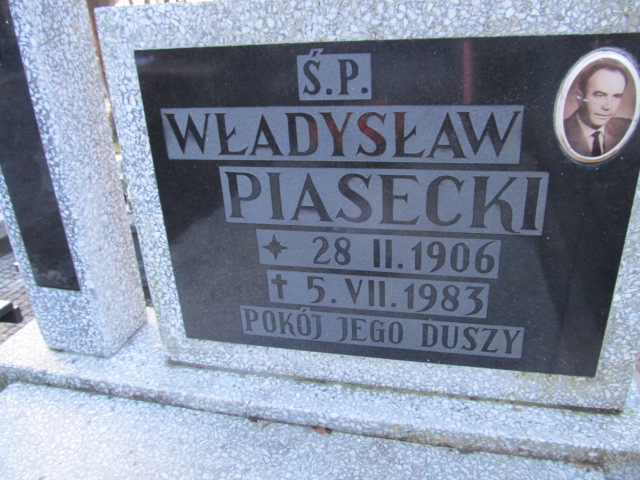 Ś.P.
WŁADYSŁAW
PIASECKI
✦ 28 II. 1906
† 5. VII. 1983
POKÓJ JEGO DUSZY